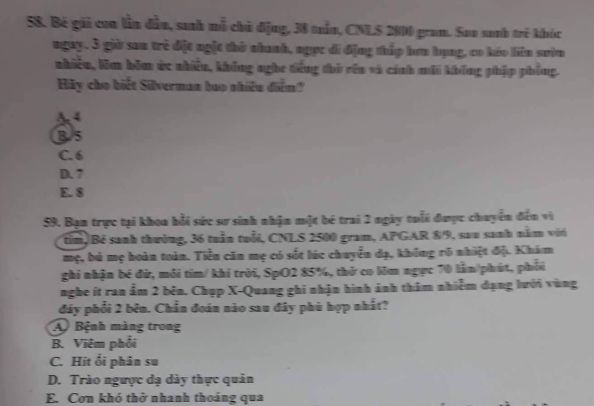 58. Bé gái con lần đầu, sanh mổ chủ động, 38 tuần, CNLS 2800 gram. Sau sanh trẻ khóc
ngay. 3 giờ sau trẻ đột ngột thở nhanh, ngực di động thấp hơn bụng, co kéo liên sườn
nhiều, lõm hõm ức nhiều, không nghe tiếng thở rên và cánh mũi không phập phồng.
Hãy cho biết Silverman bao nhiêu điểm?
A. 4
B. 5
C. 6
D. 7
E. 8
59. Bạn trực tại khoa hồi sức sơ sinh nhận một bé trai 2 ngày tuổi được chuyển đến vì
tím. Bé sanh thường, 36 tuần tuổi, CNLS 2500 gram, APGAR 8/9, sau sanh nằm với
mẹ, bú mẹ hoàn toàn. Tiền căn mẹ có sốt lúc chuyển dạ, không rõ nhiệt độ. Khám
ghi nhận bé đừ, môi tím/ khí trời, SpO2 85%, thở co lõm ngực 70 lần/phút, phổi
nghe ít ran ẩm 2 bên. Chụp X-Quang ghi nhận hình ảnh thâm nhiễm dạng lưới vùng
đáy phổi 2 bên. Chẩn đoán nào sau đây phù hợp nhất?
A. Bệnh màng trong
B. Viêm phổi
C. Hít ối phân su
D. Trào ngược dạ dày thực quản
E. Cơn khó thở nhanh thoáng qua